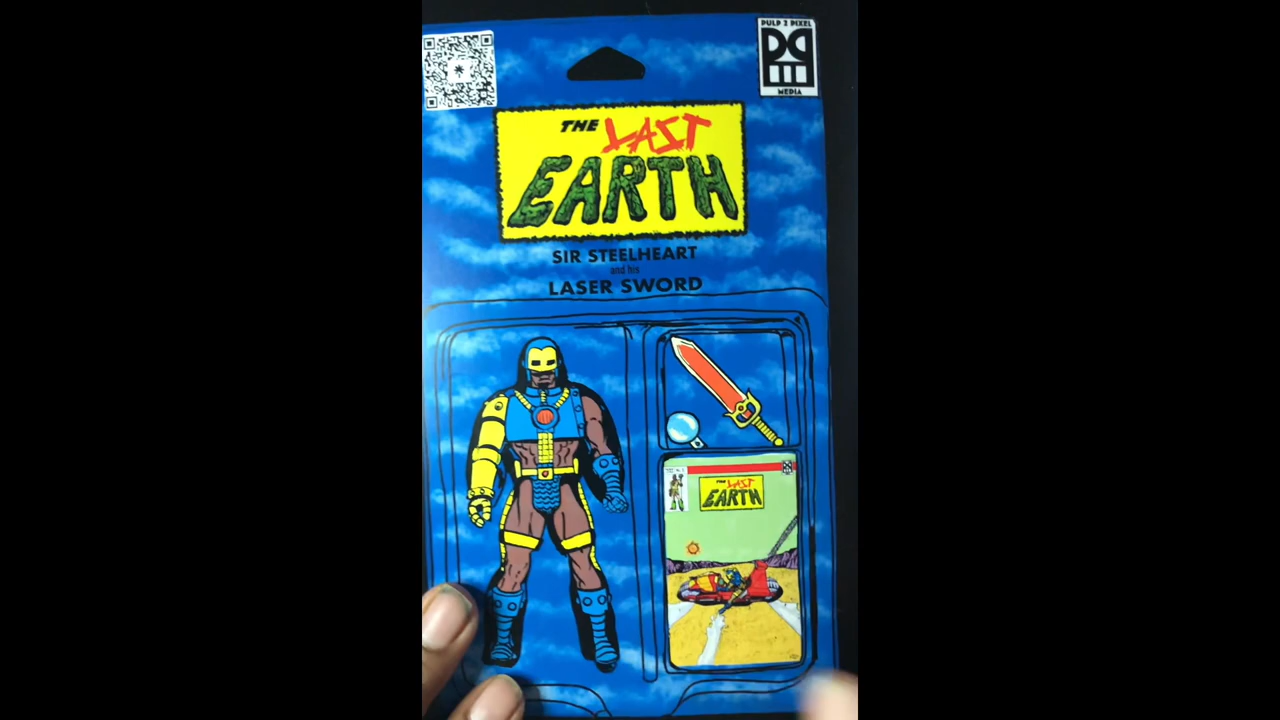 PULP 2 PIXEL
MEDIA
THE LAST
EARTH
SIR STEELHEART
and his
LASER SWORD
THE LAST
EARTH